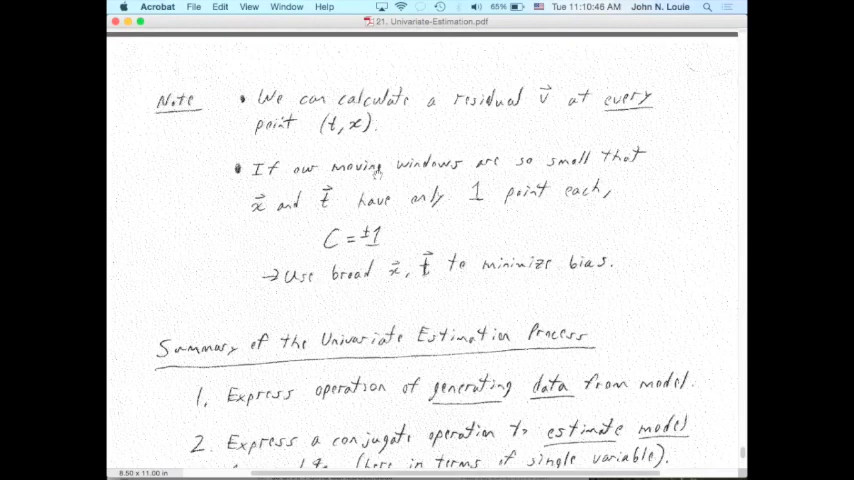 Acrobat File Edit View Window Help 65% Tue 11:10:46 AM John N. Louie
21. Univariate-Estimation.pdf
Note • We can calculate a residual v⃗ at every
point (t, x).
• If our moving windows are so small that
x⃗ and t⃗ have only 1 point each,
C = ±1
→ Use broad x⃗, t⃗ to minimize bias.
Summary of the Univariate Estimation Process
1. Express operation of generating data from model.
2. Express a conjugate operation to estimate model
(here in terms of single variable).
8.50 x 11.00 in